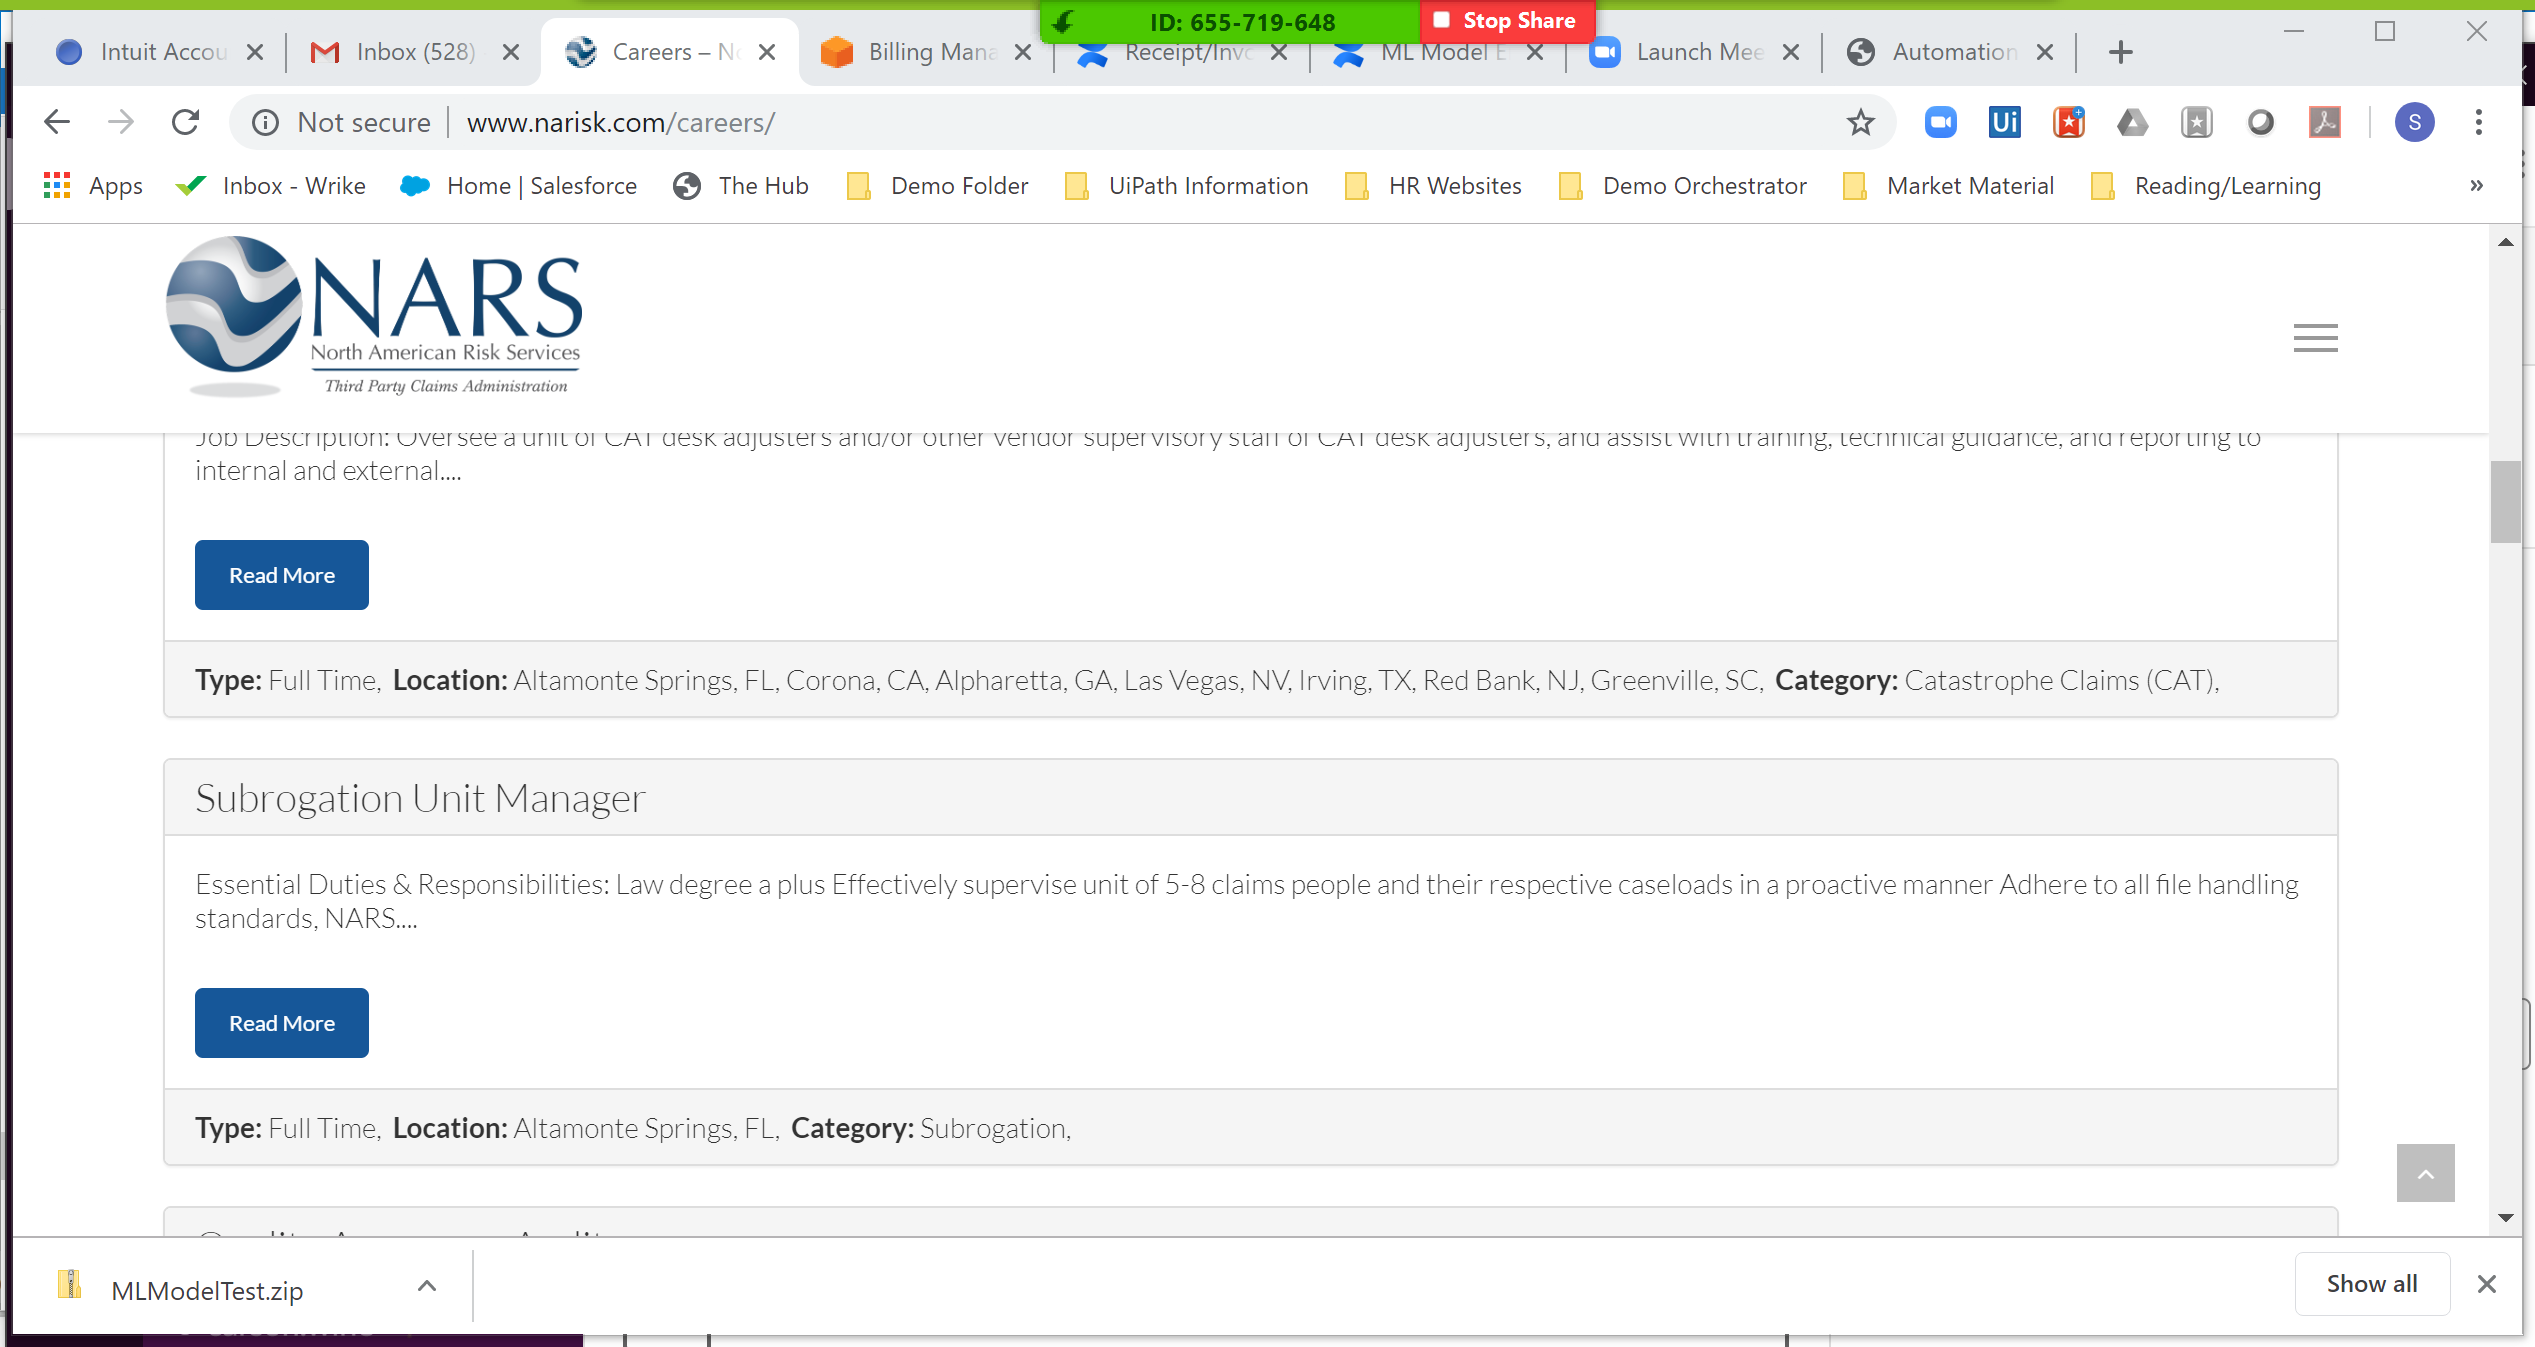 ID: 655-719-648
Stop Share
Intuit Accou
Inbox (528)
Careers – No
Billing Mana
Receipt/Invo
ML Model E
Launch Mee
Automation
Not secure
www.narisk.com/careers/
Ui
S
Apps
Inbox - Wrike
Home | Salesforce
The Hub
Demo Folder
UiPath Information
HR Websites
Demo Orchestrator
Market Material
Reading/Learning
»
NARS
North American Risk Services
Third Party Claims Administration
Job Description: Oversee a unit of CAT desk adjusters and/or other vendor supervisory staff of CAT desk adjusters, and assist with training, technical guidance, and reporting to
internal and external....
Read More
Type: Full Time, Location: Altamonte Springs, FL, Corona, CA, Alpharetta, GA, Las Vegas, NV, Irving, TX, Red Bank, NJ, Greenville, SC, Category: Catastrophe Claims (CAT),
Subrogation Unit Manager
Essential Duties & Responsibilities: Law degree a plus Effectively supervise unit of 5-8 claims people and their respective caseloads in a proactive manner Adhere to all file handling
standards, NARS....
Read More
Type: Full Time, Location: Altamonte Springs, FL, Category: Subrogation,
MLModelTest.zip
Show all